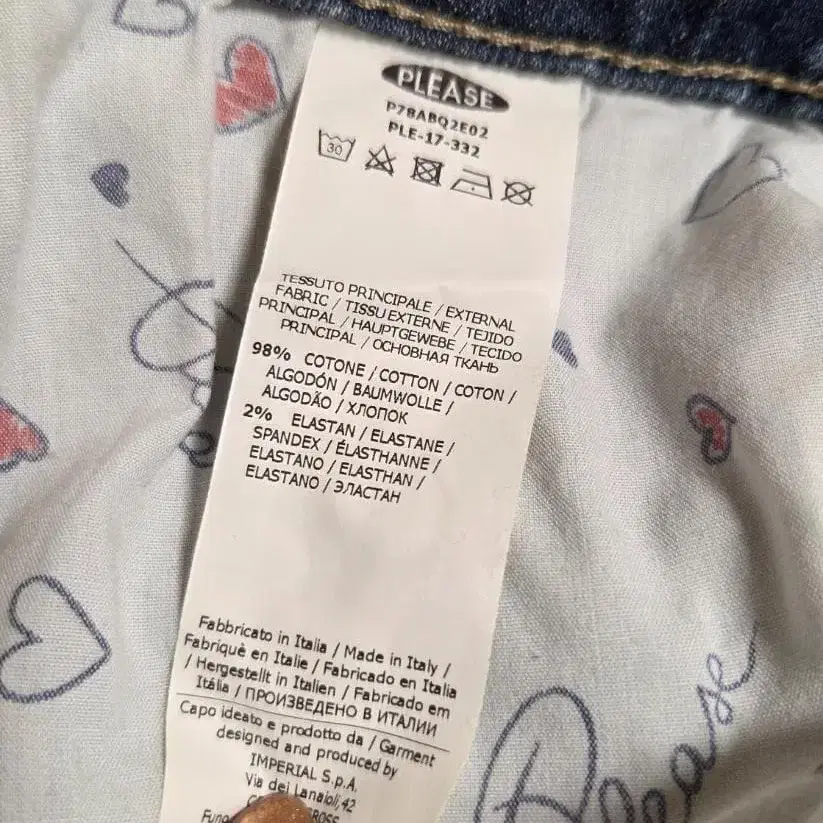 PLEASE
P78ABQ2E02
PLE-17-332
30
TESSUTO PRINCIPALE / EXTERNAL
FABRIC / TISSU EXTERNE / TEJIDO
PRINCIPAL / HAUPTGEWEBE / TECIDO
PRINCIPAL / ОСНОВНАЯ ТКАНЬ
98% COTONE / COTTON / COTON /
ALGODÓN / BAUMWOLLE /
ALGODÃO / ХЛОПОК
2% ELASTAN / ELASTANE /
SPANDEX / ÉLASTHANNE /
ELASTANO / ELASTHAN /
ELASTANO / ЭЛАСТАН
Fabbricato in Italia / Made in Italy /
Fabriquè en Italie / Fabricado en Italia
/ Hergestellt in Italien / Fabricado em
Itália / ПРОИЗВЕДЕНО В ИТАЛИИ
Capo ideato e prodotto da / Garment
designed and produced by
IMPERIAL S.p.A.
Via dei Lanaioli, 42
Please